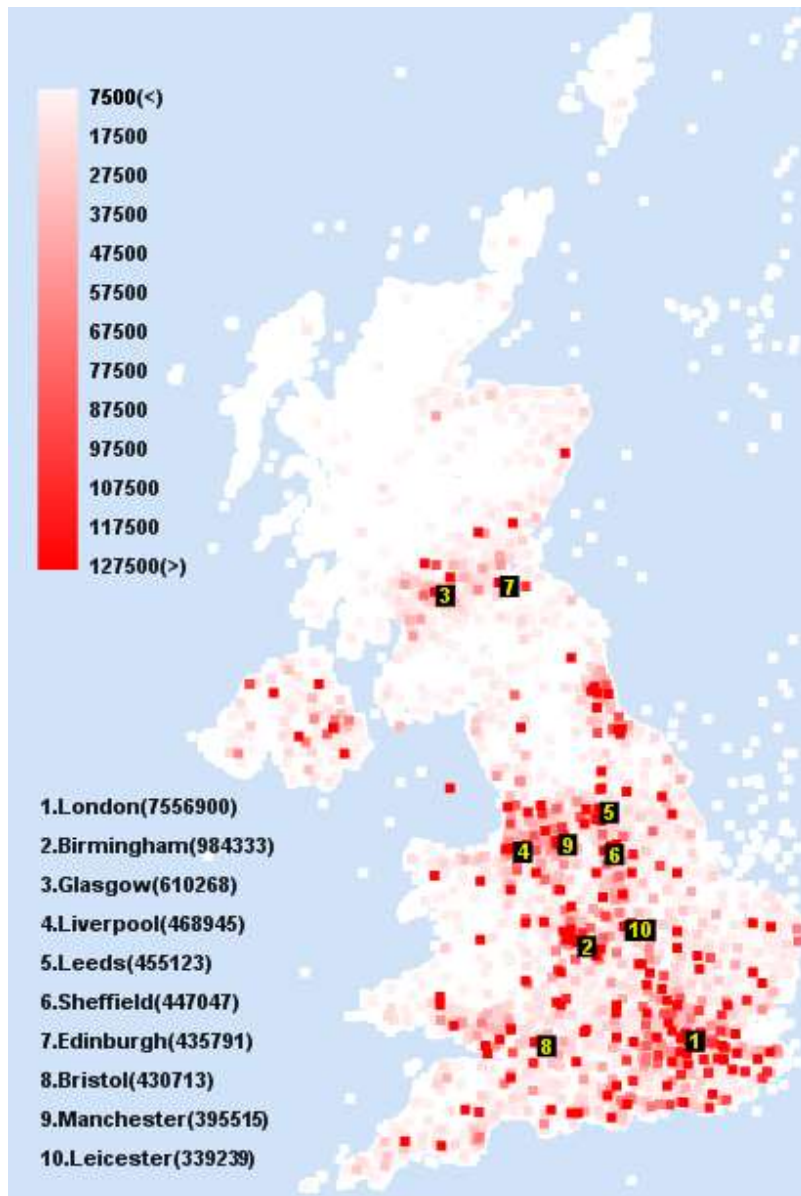 7500(<)
17500
27500
37500
47500
57500
67500
77500
87500
97500
107500
117500
127500(>)
3
7
5
4
9
6
10
2
1
8
1.London(7556900)
2.Birmingham(984333)
3.Glasgow(610268)
4.Liverpool(468945)
5.Leeds(455123)
6.Sheffield(447047)
7.Edinburgh(435791)
8.Bristol(430713)
9.Manchester(395515)
10.Leicester(339239)